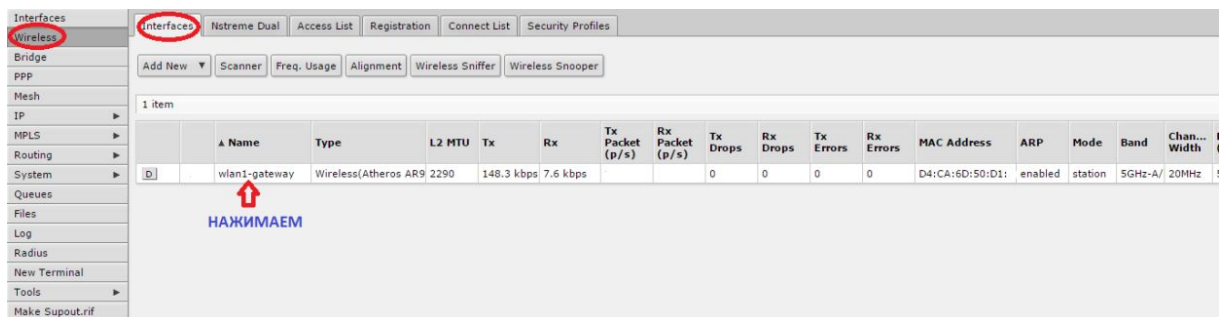 Interfaces
Wireless
Bridge
PPP
Mesh
IP
MPLS
Routing
System
Queues
Files
Log
Radius
New Terminal
Tools
Make Supout.rif
Interfaces Nstreme Dual Access List Registration Connect List Security Profiles
Add New ▼ Scanner Freq. Usage Alignment Wireless Sniffer Wireless Snooper
1 item
▲ Name Type L2 MTU Tx Rx Tx Packet (p/s) Rx Packet (p/s) Tx Drops Rx Drops Tx Errors Rx Errors MAC Address ARP Mode Band Chan... Width
D wlan1-gateway Wireless(Atheros AR9 2290 148.3 kbps 7.6 kbps 0 0 0 0 D4:CA:6D:50:D1: enabled station 5GHz-A/ 20MHz
НАЖИМАЕМ